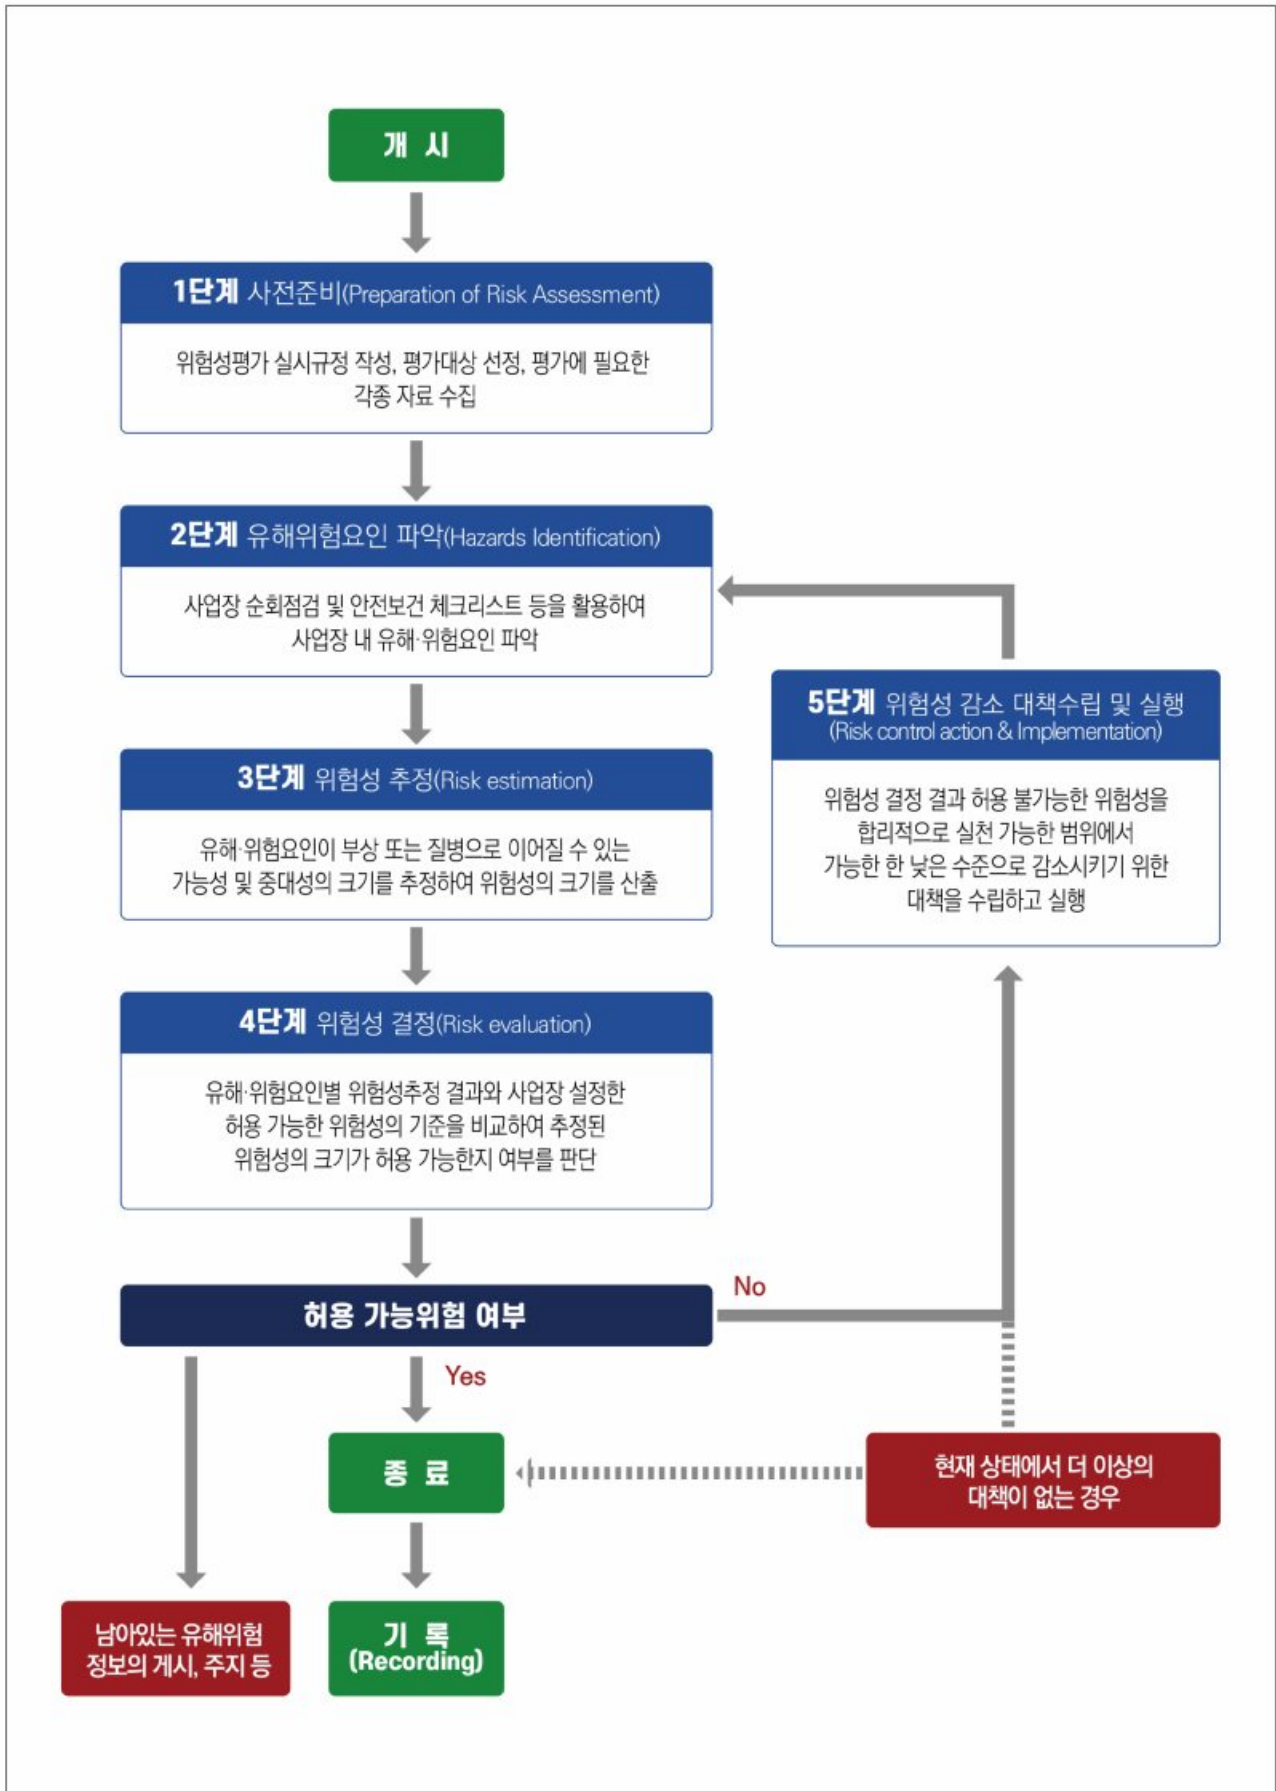 개 시
1단계 사전준비(Preparation of Risk Assessment)
위험성평가 실시규정 작성, 평가대상 선정, 평가에 필요한
각종 자료 수집
2단계 유해위험요인 파악(Hazards Identification)
사업장 순회점검 및 안전보건 체크리스트 등을 활용하여
사업장 내 유해·위험요인 파악
3단계 위험성 추정(Risk estimation)
유해·위험요인이 부상 또는 질병으로 이어질 수 있는
가능성 및 중대성의 크기를 추정하여 위험성의 크기를 산출
4단계 위험성 결정(Risk evaluation)
유해·위험요인별 위험성추정 결과와 사업장 설정한
허용 가능한 위험성의 기준을 비교하여 추정된
위험성의 크기가 허용 가능한지 여부를 판단
5단계 위험성 감소 대책수립 및 실행
(Risk control action & Implementation)
위험성 결정 결과 허용 불가능한 위험성을
합리적으로 실천 가능한 범위에서
가능한 한 낮은 수준으로 감소시키기 위한
대책을 수립하고 실행
허용 가능위험 여부
No
Yes
종 료
현재 상태에서 더 이상의
대책이 없는 경우
남아있는 유해위험
정보의 게시, 주지 등
기 록
(Recording)